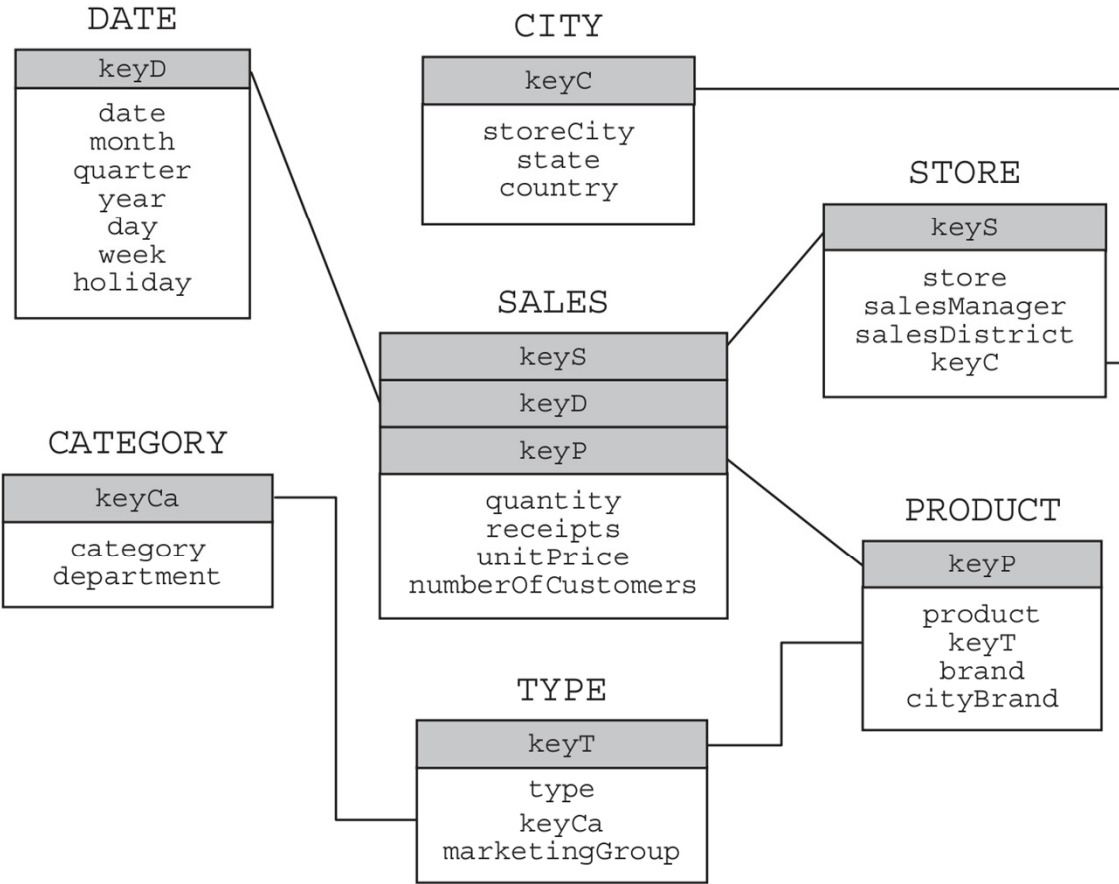 DATE
keyD
date
month
quarter
year
day
week
holiday
CITY
keyC
storeCity
state
country
STORE
keyS
store
salesManager
salesDistrict
keyC
SALES
keyS
keyD
keyP
quantity
receipts
unitPrice
numberOfCustomers
CATEGORY
keyCa
category
department
PRODUCT
keyP
product
keyT
brand
cityBrand
TYPE
keyT
type
keyCa
marketingGroup